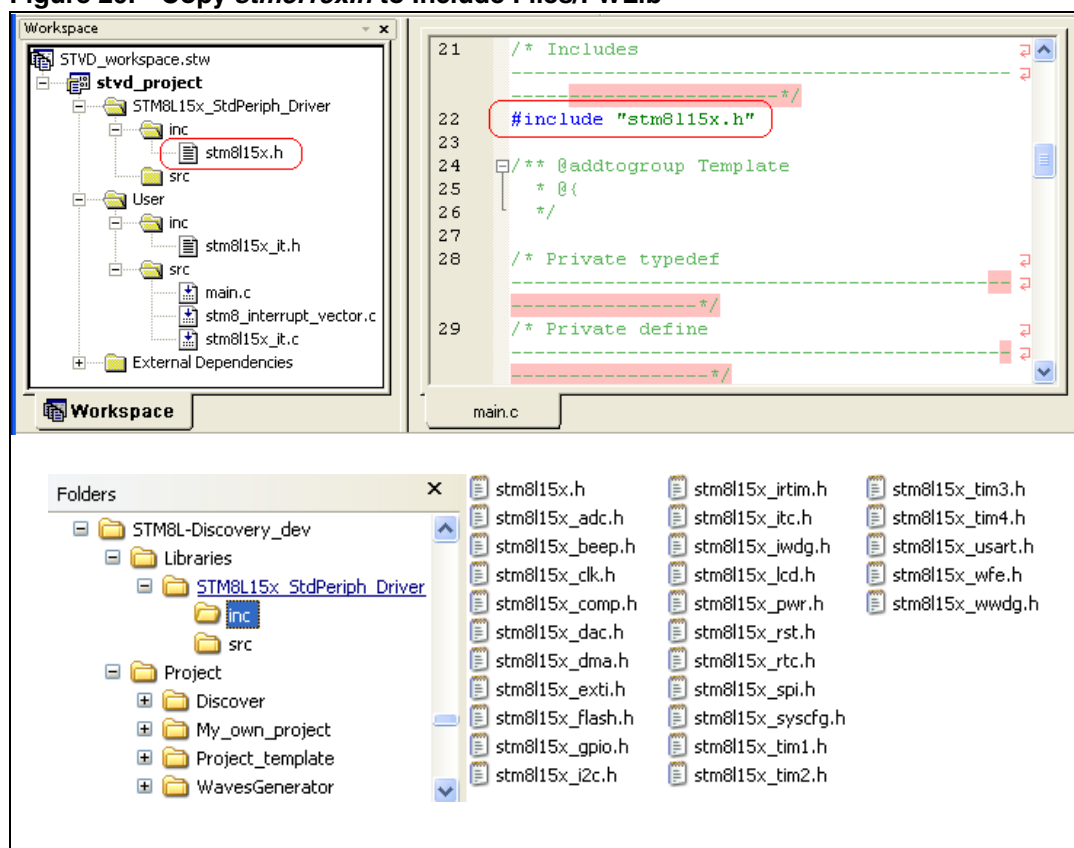 Workspace
STVD_workspace.stw
stvd_project
STM8L15x_StdPeriph_Driver
inc
stm8l15x.h
src
User
inc
stm8l15x_it.h
src
main.c
stm8_interrupt_vector.c
stm8l15x_it.c
External Dependencies
Workspace
21 /* Includes
---------------------------------------------------
----------------------------*/
22 #include "stm8l15x.h"
23
24 /** @addtogroup Template
25 * @{
26 */
27
28 /* Private typedef
---------------------------------------------------
-------------------*/
29 /* Private define
---------------------------------------------------
--------------------*/
main.c
Folders
STM8L-Discovery_dev
Libraries
STM8L15x_StdPeriph_Driver
inc
src
Project
Discover
My_own_project
Project_template
WavesGenerator
stm8l15x.h
stm8l15x_adc.h
stm8l15x_beep.h
stm8l15x_clk.h
stm8l15x_comp.h
stm8l15x_dac.h
stm8l15x_dma.h
stm8l15x_exti.h
stm8l15x_flash.h
stm8l15x_gpio.h
stm8l15x_i2c.h
stm8l15x_irtim.h
stm8l15x_itc.h
stm8l15x_iwdg.h
stm8l15x_lcd.h
stm8l15x_pwr.h
stm8l15x_rst.h
stm8l15x_rtc.h
stm8l15x_spi.h
stm8l15x_syscfg.h
stm8l15x_tim1.h
stm8l15x_tim2.h
stm8l15x_tim3.h
stm8l15x_tim4.h
stm8l15x_usart.h
stm8l15x_wfe.h
stm8l15x_wwdg.h